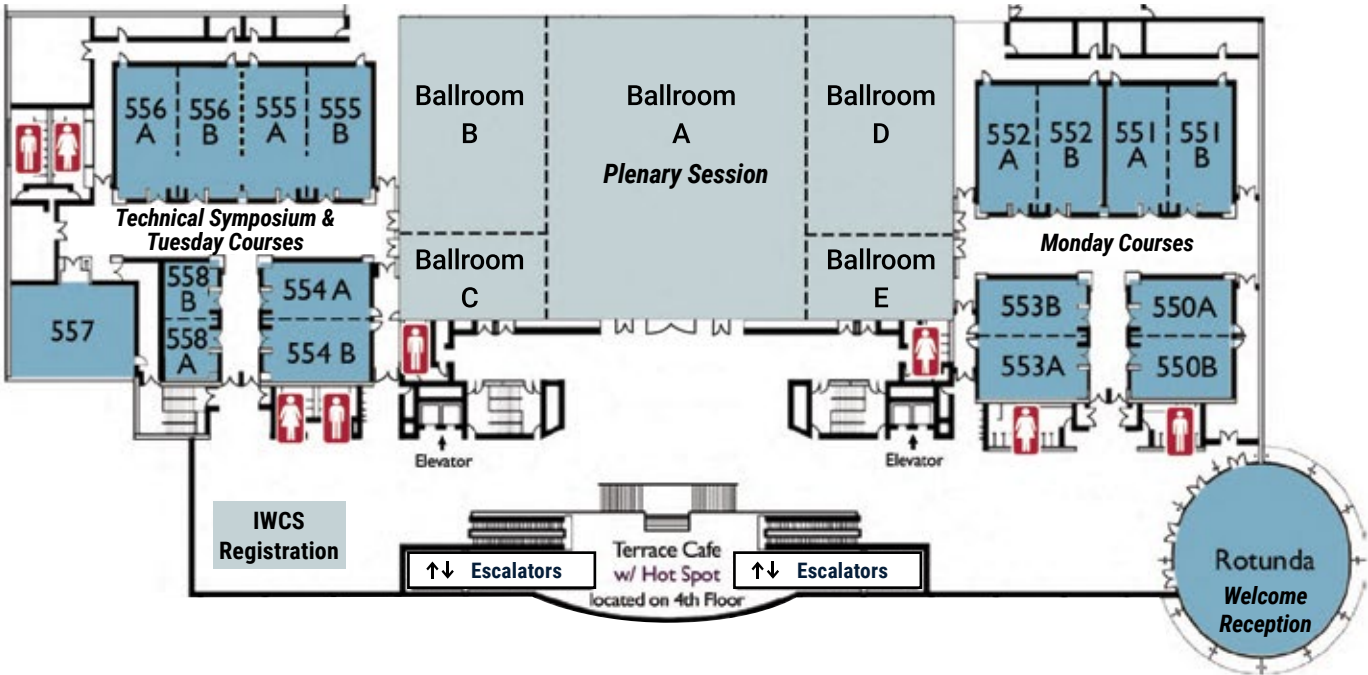 556
A
556
B
555
A
555
B
Ballroom
B
Ballroom
A
Plenary Session
Ballroom
D
552
A
552
B
551
A
551
B
Technical Symposium &
Tuesday Courses
Monday Courses
Ballroom
C
Ballroom
E
557
558
B
558
A
554 A
554 B
553B
553A
550A
550B
Elevator
Elevator
IWCS
Registration
↑↓ Escalators
Terrace Cafe
w/ Hot Spot
located on 4th Floor
↑↓ Escalators
Rotunda
Welcome
Reception